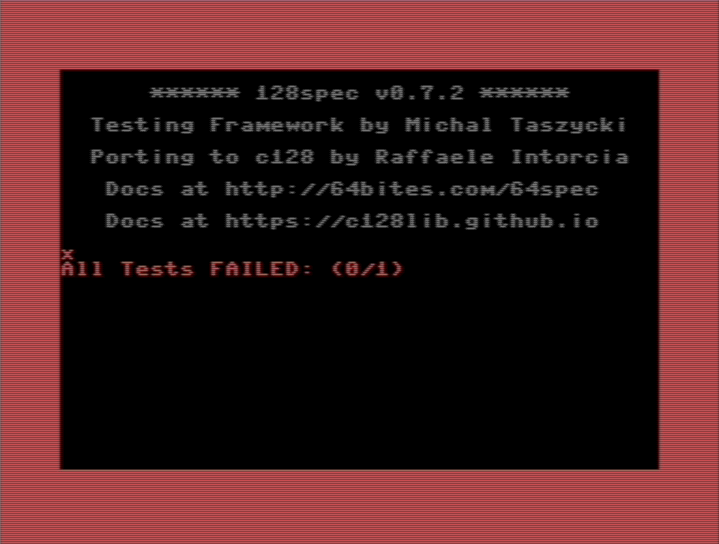 ****** 128spec v0.7.2 ******
Testing Framework by Michal Taszycki
Porting to c128 by Raffaele Intorcia
Docs at http://64bites.com/64spec
Docs at https://c128lib.github.io
x
All Tests FAILED: (0/1)